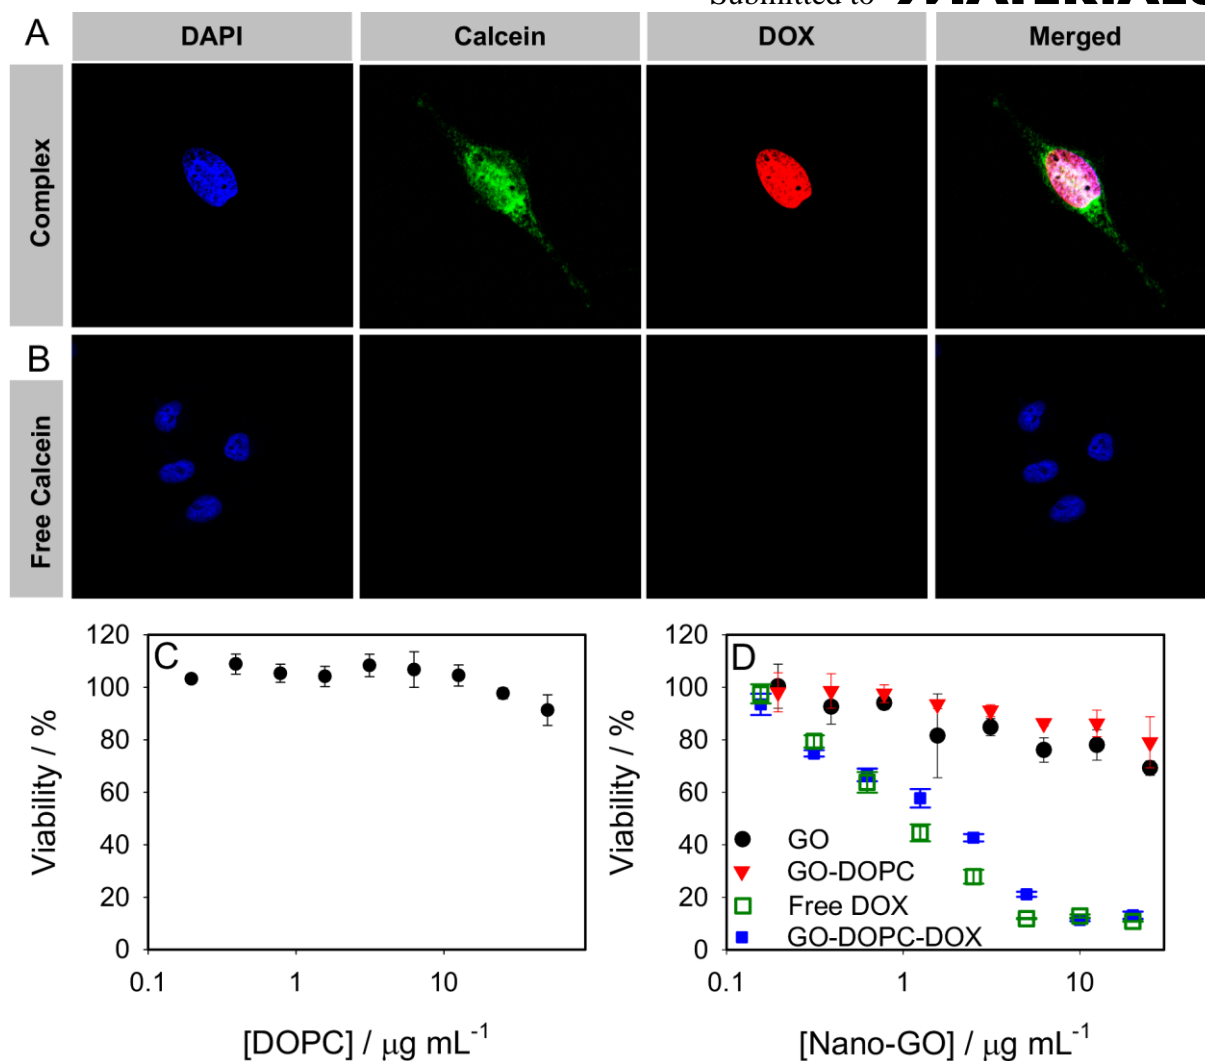 Submitted to
A DAPI Calcein DOX Merged
Complex
B
Free Calcein
120 120
C D
100 100
80 80
60 60
40 40
20 20
0 0
Viability / % Viability / %
GO
GO-DOPC
Free DOX
GO-DOPC-DOX
0.1 1 10 0.1 1 10
[DOPC] / μg mL⁻¹ [Nano-GO] / μg mL⁻¹